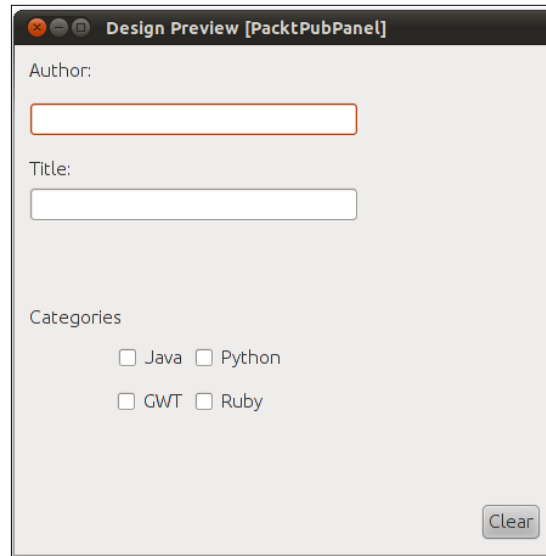 Design Preview [PacktPubPanel]
Author:
Title:
Categories
Java Python
GWT Ruby
Clear